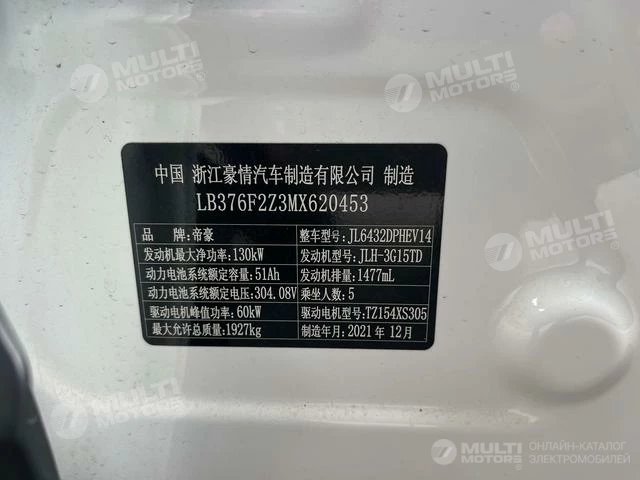 MULTI
MOTORS
MULTI
MOTORS
中国 浙江豪情汽车制造有限公司 制造
LB376F2Z3MX620453
品牌:帝豪 整车型号:JL6432DPHEV14
发动机最大净功率:130kW 发动机型号:JLH-3G15TD
动力电池系统额定容量:51Ah 发动机排量:1477mL
动力电池系统额定电压:304.08V 乘坐人数:5
驱动电机峰值功率:60kW 驱动电机型号:TZ154XS305
最大允许总质量:1927kg 制造年月:2021年12月
MULTI
MOTORS
MULTI
MOTORS
MULTI
MOTORS
ОНЛАЙН-КАТАЛОГ
ЭЛЕКТРОМОБИЛЕЙ